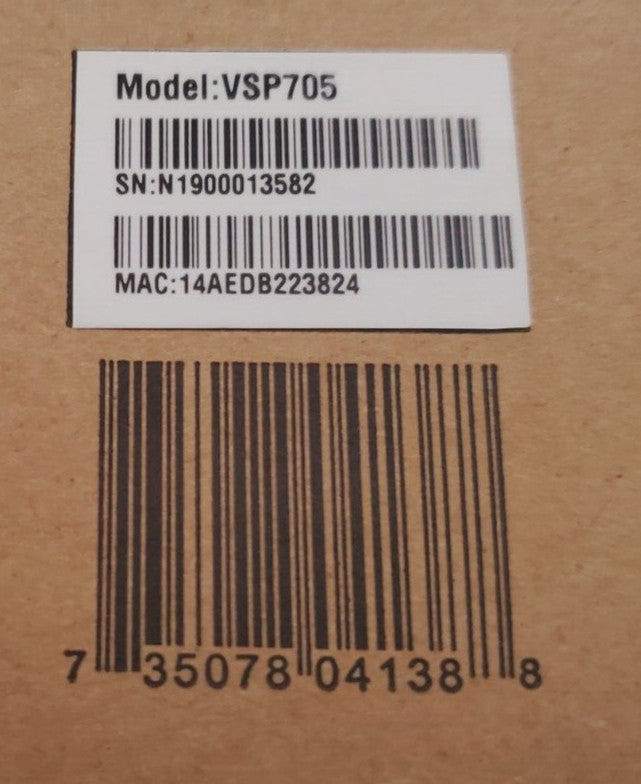 Model:VSP705
SN:N1900013582
MAC:14AEDB223824
7 35078 04138 8